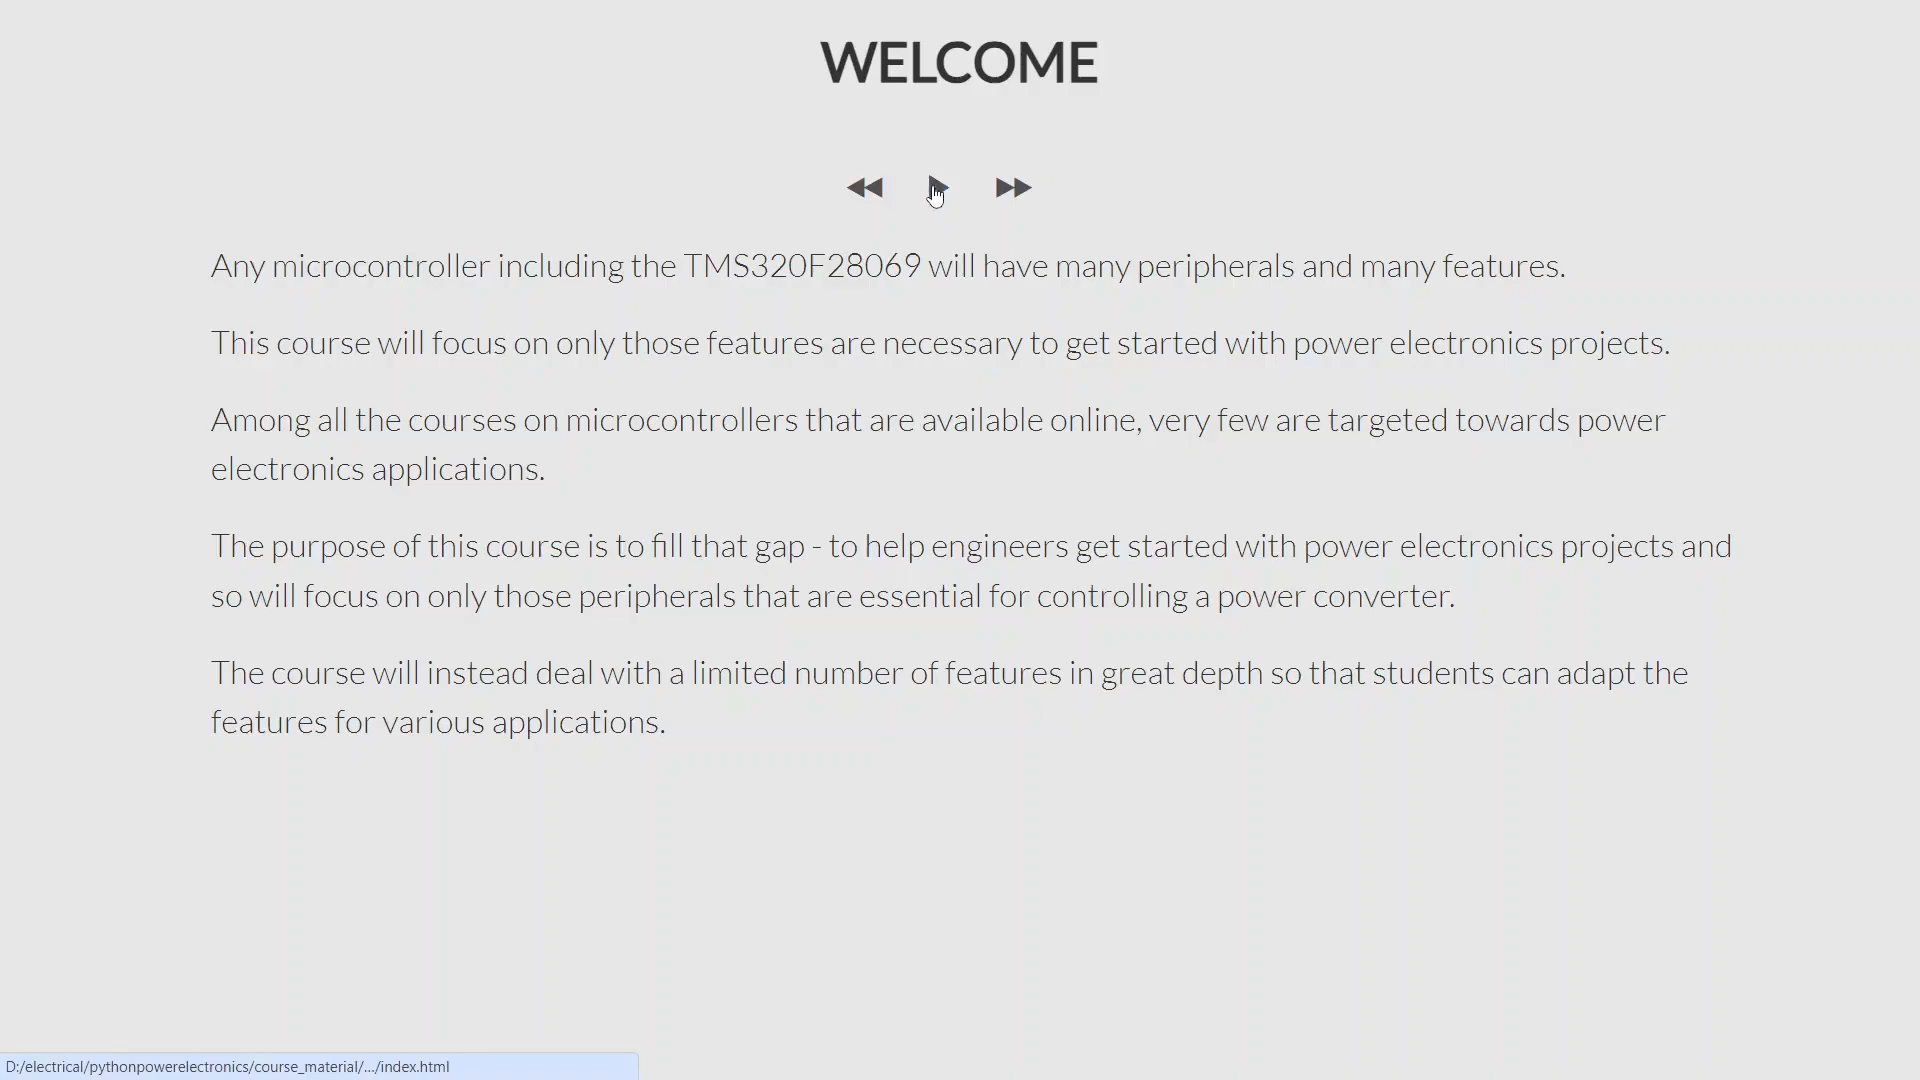 WELCOME
Any microcontroller including the TMS320F28069 will have many peripherals and many features.
This course will focus on only those features are necessary to get started with power electronics projects.
Among all the courses on microcontrollers that are available online, very few are targeted towards power
electronics applications.
The purpose of this course is to fill that gap - to help engineers get started with power electronics projects and
so will focus on only those peripherals that are essential for controlling a power converter.
The course will instead deal with a limited number of features in great depth so that students can adapt the
features for various applications.
D:/electrical/pythonpowerelectronics/course_material/.../index.html